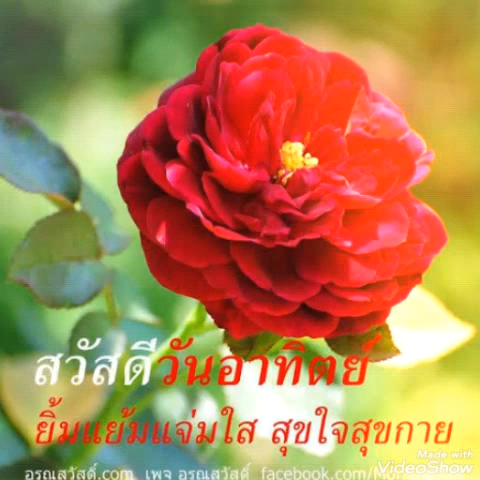 สวัสดีวันอาทิตย์
ยิ้มแย้มแจ่มใส สุขใจสุขกาย
อรุณสวัสดิ์.com เพจ อรุณสวัสดิ์ facebook.com/Mor
Made with
VideoShow